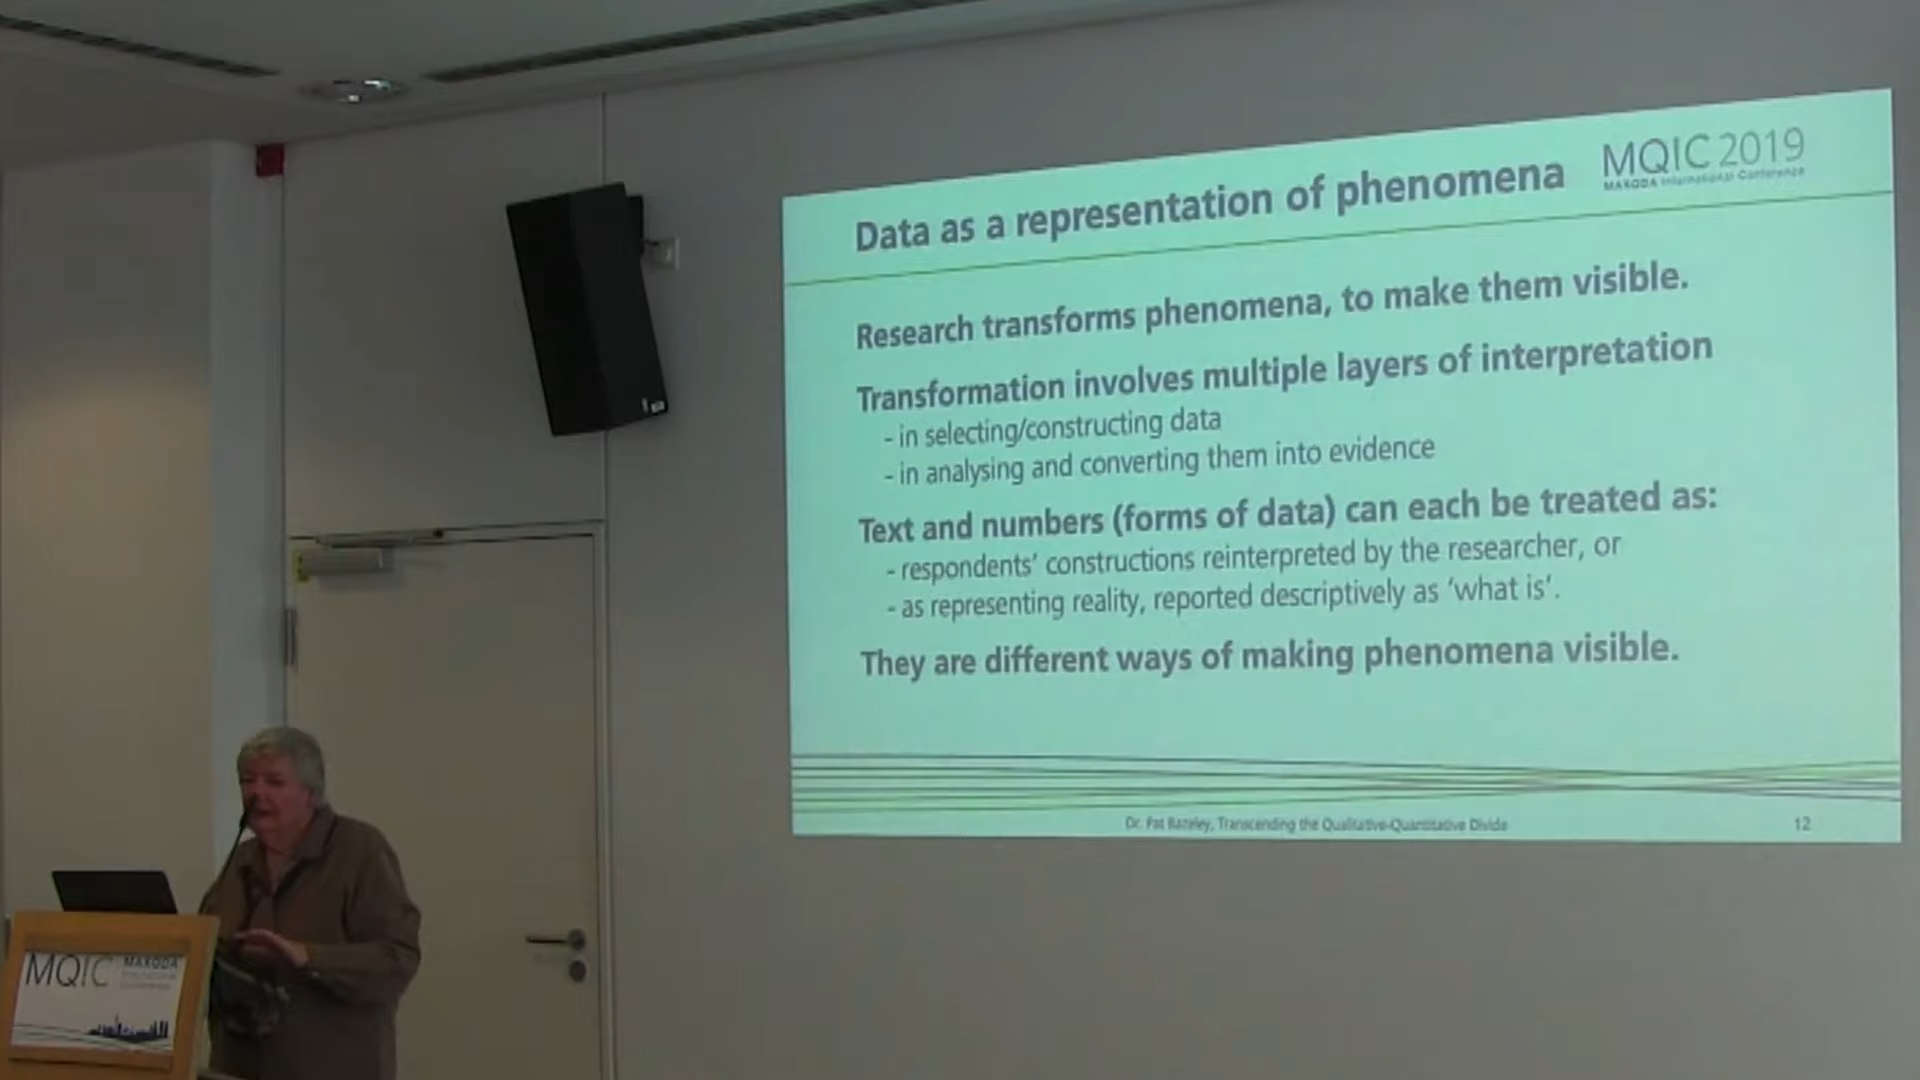 Data as a representation of phenomena
MQIC 2019
MAXQDA International Conference
Research transforms phenomena, to make them visible.
Transformation involves multiple layers of interpretation
- in selecting/constructing data
- in analysing and converting them into evidence
Text and numbers (forms of data) can each be treated as:
- respondents’ constructions reinterpreted by the researcher, or
- as representing reality, reported descriptively as ‘what is’.
They are different ways of making phenomena visible.
Dr. Pat Bazeley, Transcending the Qualitative-Quantitative Divide
12
MQIC
MAXQDA
International
Conference